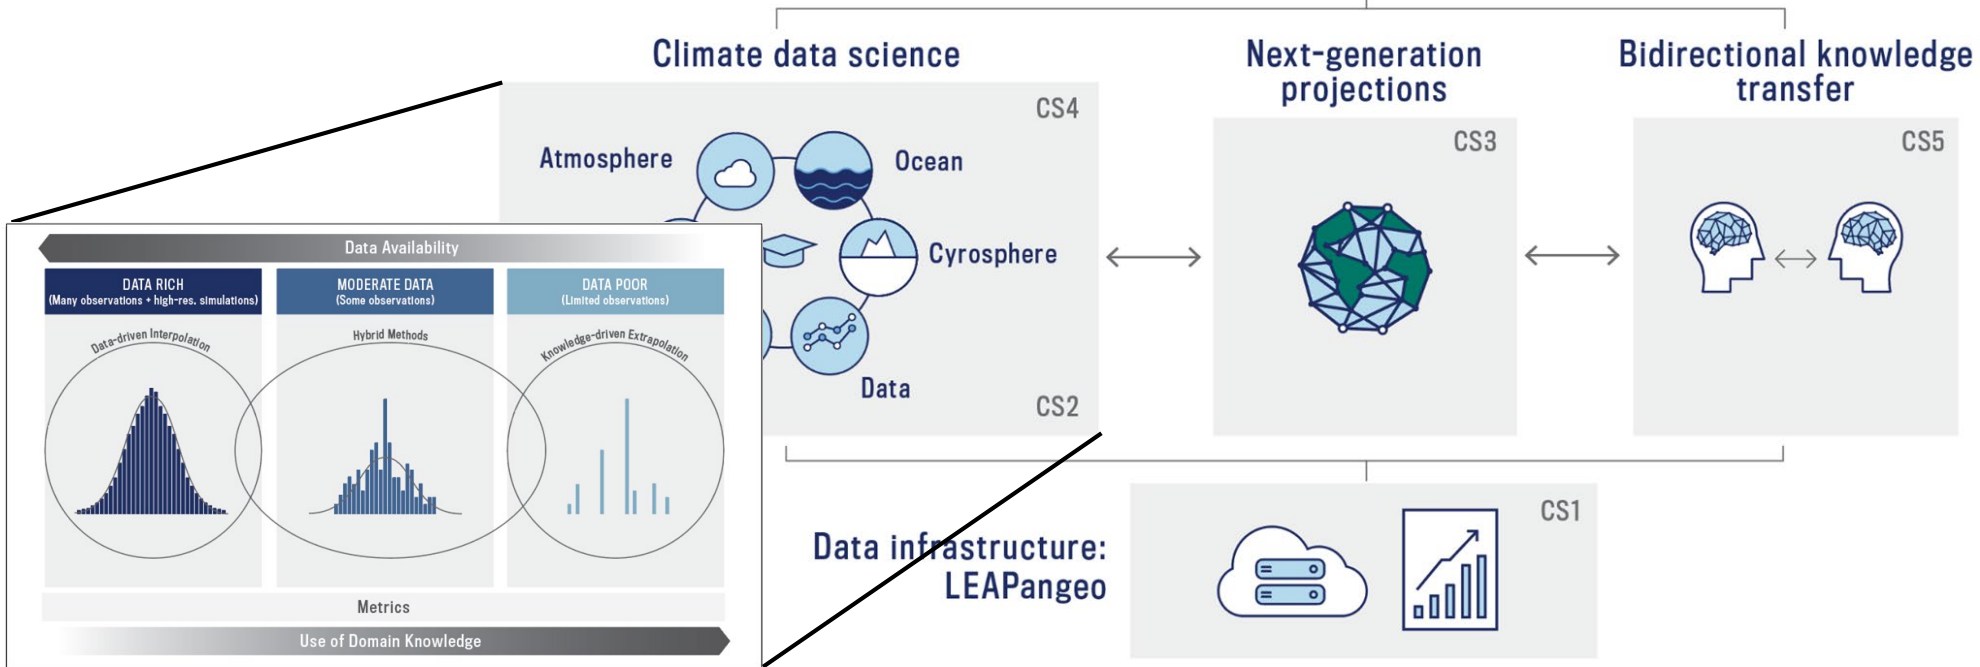 Climate data science
CS4
Atmosphere
Ocean
Cyrosphere
Data
CS2
Next-generation
projections
CS3
Bidirectional knowledge
transfer
CS5
Data Availability
DATA RICH
(Many observations + high-res. simulations)
MODERATE DATA
(Some observations)
DATA POOR
(Limited observations)
Data-driven Interpolation
Hybrid Methods
Knowledge-driven Extrapolation
Metrics
Use of Domain Knowledge
Data infrastructure:
LEAPangeo
CS1